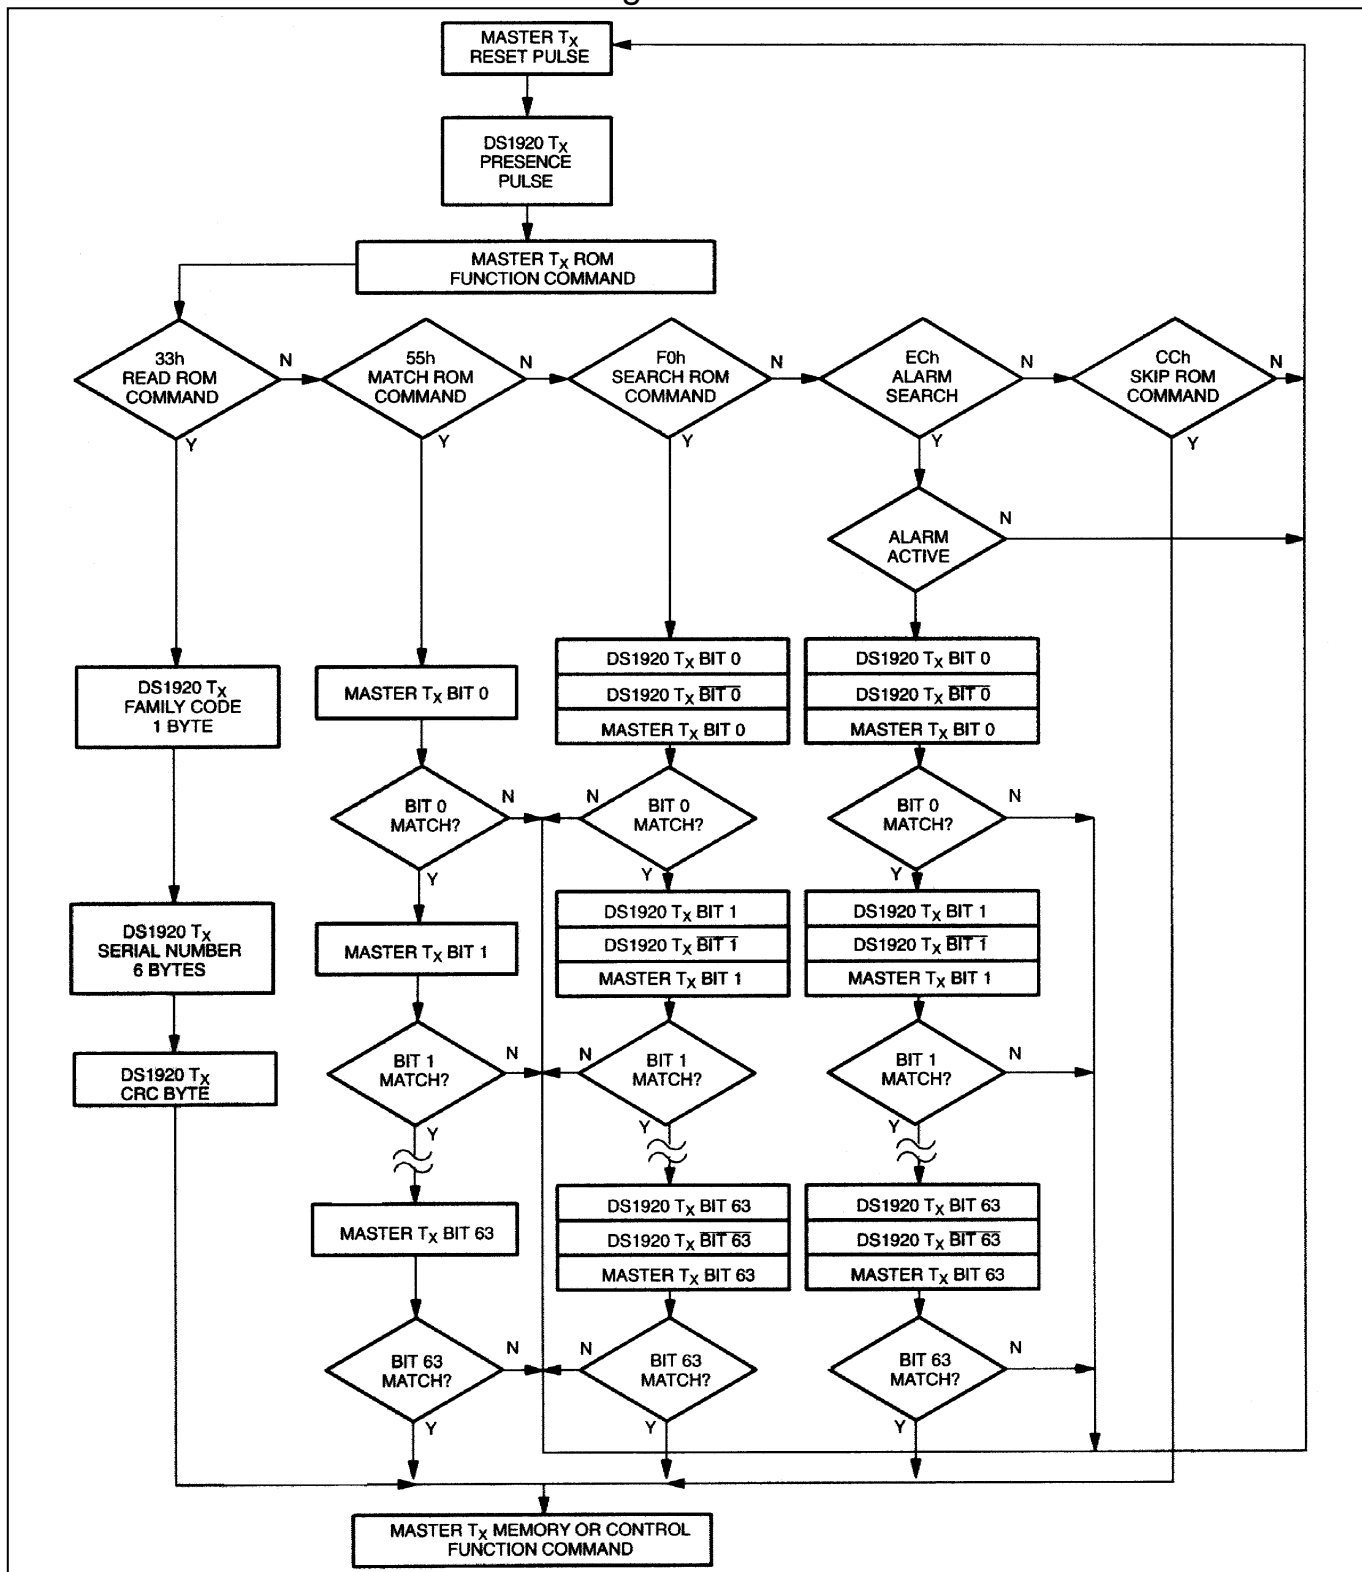 MASTER TX
RESET PULSE
DS1920 TX
PRESENCE
PULSE
MASTER TX ROM
FUNCTION COMMAND
33h
READ ROM
COMMAND
N
Y
55h
MATCH ROM
COMMAND
N
Y
F0h
SEARCH ROM
COMMAND
N
Y
ECh
ALARM
SEARCH
N
Y
CCh
SKIP ROM
COMMAND
N
Y
ALARM
ACTIVE
N
DS1920 TX
FAMILY CODE
1 BYTE
DS1920 TX
SERIAL NUMBER
6 BYTES
DS1920 TX
CRC BYTE
MASTER TX BIT 0
BIT 0
MATCH?
N
Y
MASTER TX BIT 1
BIT 1
MATCH?
N
Y
MASTER TX BIT 63
BIT 63
MATCH?
N
Y
DS1920 TX BIT 0
DS1920 TX B̅I̅T̅ ̅0̅
MASTER TX BIT 0
BIT 0
MATCH?
N
Y
DS1920 TX BIT 1
DS1920 TX B̅I̅T̅ ̅1̅
MASTER TX BIT 1
BIT 1
MATCH?
N
Y
DS1920 TX BIT 63
DS1920 TX B̅I̅T̅ ̅6̅3̅
MASTER TX BIT 63
BIT 63
MATCH?
N
Y
DS1920 TX BIT 0
DS1920 TX B̅I̅T̅ ̅0̅
MASTER TX BIT 0
BIT 0
MATCH?
N
Y
DS1920 TX BIT 1
DS1920 TX B̅I̅T̅ ̅1̅
MASTER TX BIT 1
BIT 1
MATCH?
N
Y
DS1920 TX BIT 63
DS1920 TX B̅I̅T̅ ̅6̅3̅
MASTER TX BIT 63
BIT 63
MATCH?
N
Y
MASTER TX MEMORY OR CONTROL
FUNCTION COMMAND